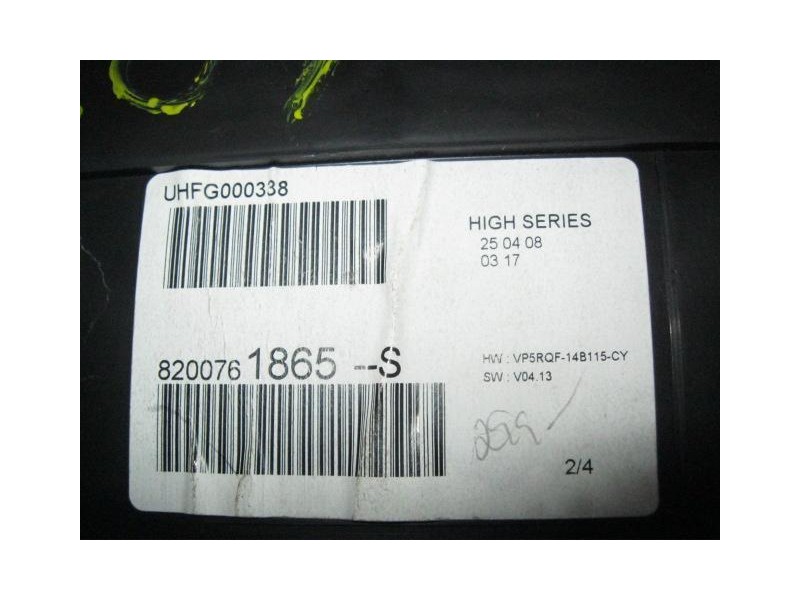 UHFG000338
HIGH SERIES
25 04 08
03 17
8200761865--S
HW : VP5RQF-14B115-CY
SW : V04.13
2/4